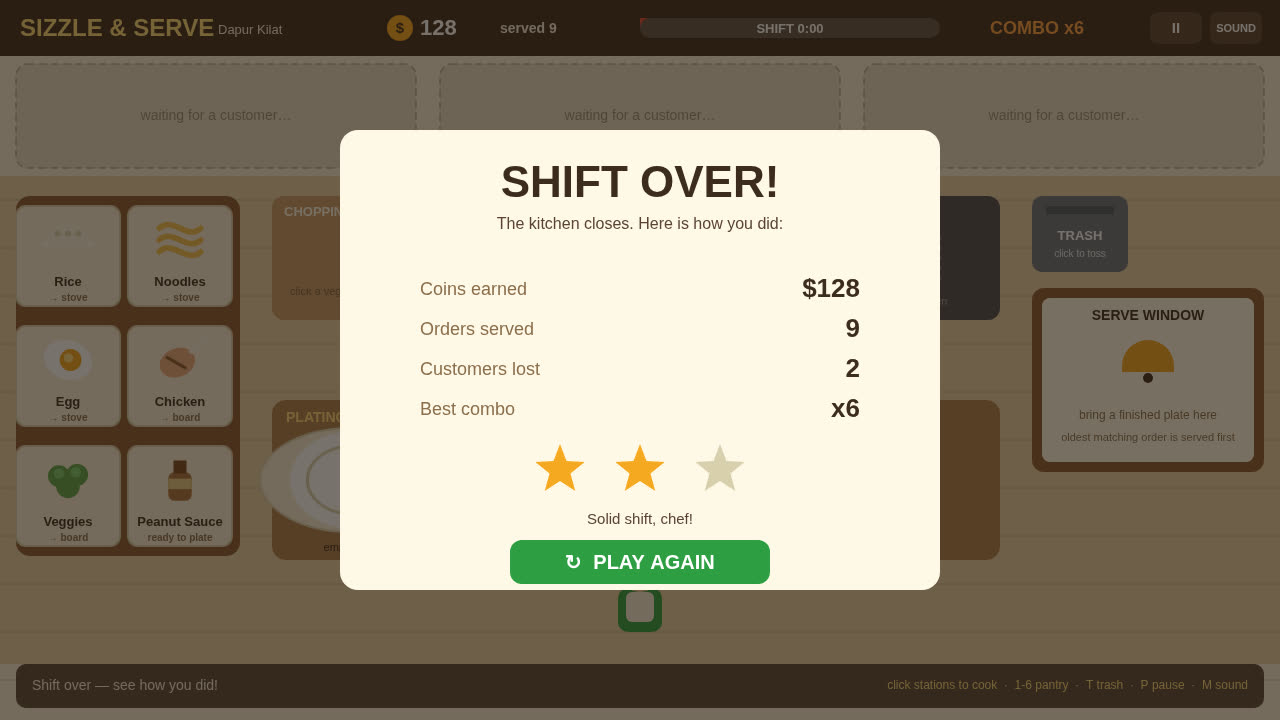 SIZZLE & SERVE Dapur Kilat
$ 128
served 9
SHIFT 0:00
COMBO x6
SOUND
waiting for a customer…
waiting for a customer…
waiting for a customer…
SHIFT OVER!
The kitchen closes. Here is how you did:
Coins earned $128
Orders served 9
Customers lost 2
Best combo x6
Solid shift, chef!
↻ PLAY AGAIN
Rice
→ stove
Noodles
→ stove
Egg
→ stove
Chicken
→ board
Veggies
→ board
Peanut Sauce
ready to plate
click a
TRASH
click to toss
SERVE WINDOW
bring a finished plate here
oldest matching order is served first
Shift over — see how you did!
click stations to cook · 1-6 pantry · T trash · P pause · M sound